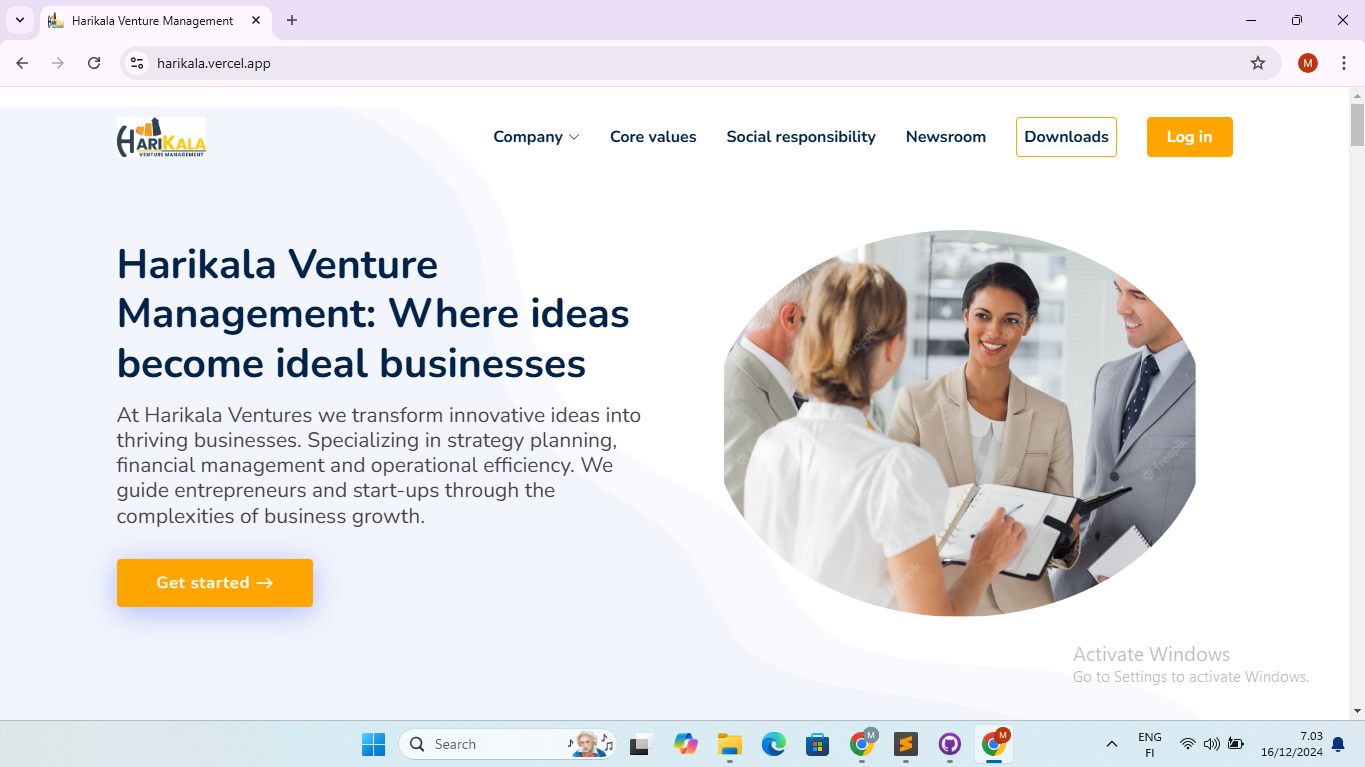 Harikala Venture Management
harikala.vercel.app
M
HARIKALA
VENTURE MANAGEMENT
Company
Core values
Social responsibility
Newsroom
Downloads
Log in
Harikala Venture
Management: Where ideas
become ideal businesses
At Harikala Ventures we transform innovative ideas into
thriving businesses. Specializing in strategy planning,
financial management and operational efficiency. We
guide entrepreneurs and start-ups through the
complexities of business growth.
Get started →
freepik
Activate Windows
Go to Settings to activate Windows.
Search
M
S
M
ENG
FI
7.03
16/12/2024